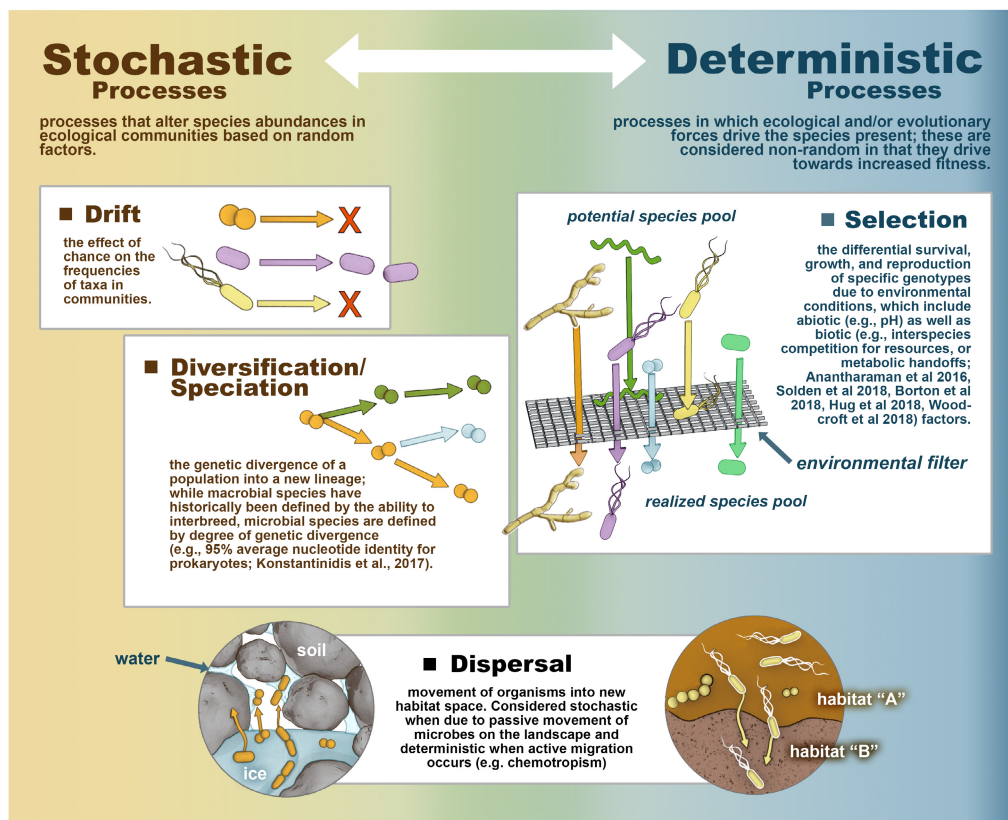 Stochastic
Processes
processes that alter species abundances in
ecological communities based on random
factors.
Deterministic
Processes
processes in which ecological and/or evolutionary
forces drive the species present; these are
considered non-random in that they drive
towards increased fitness.
■ Drift
the effect of
chance on the
frequencies
of taxa in
communities.
X
X
■ Diversification/
Speciation
the genetic divergence of a
population into a new lineage;
while macrobial species have
historically been defined by the ability to
interbreed, microbial species are defined
by degree of genetic divergence
(e.g., 95% average nucleotide identity for
prokaryotes; Konstantinidis et al., 2017).
potential species pool
■ Selection
the differential survival,
growth, and reproduction
of specific genotypes
due to environmental
conditions, which include
abiotic (e.g., pH) as well as
biotic (e.g., interspecies
competition for resources, or
metabolic handoffs;
Anantharaman et al 2016,
Solden et al 2018, Borton et al
2018, Hug et al 2018, Wood-
croft et al 2018) factors.
environmental filter
realized species pool
water
soil
ice
■ Dispersal
movement of organisms into new
habitat space. Considered stochastic
when due to passive movement of
microbes on the landscape and
deterministic when active migration
occurs (e.g. chemotropism)
habitat “A”
habitat “B”